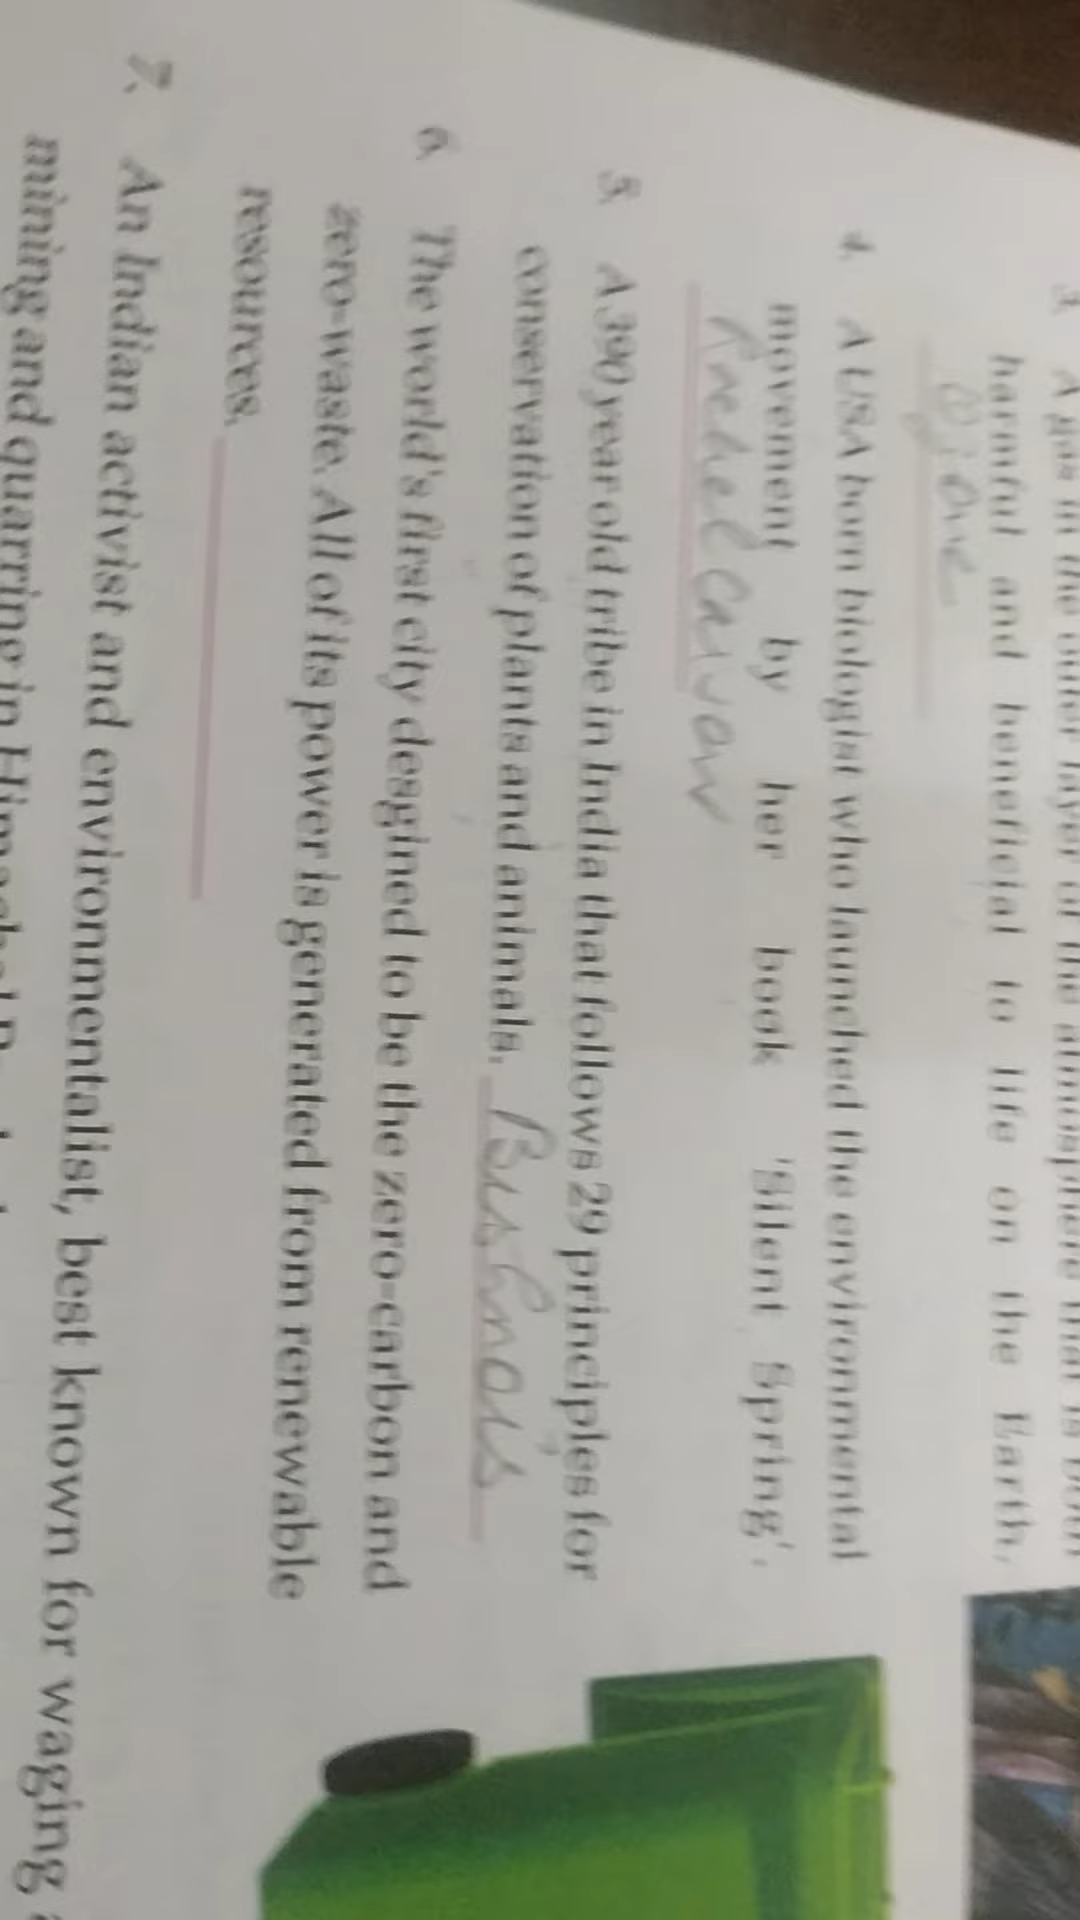 3. A gas in the outer layer of the atmosphere that is both
harmful and beneficial to life on the Earth.
Ozone
4. A USA born biologist who launched the environmental
movement by her book 'Silent Spring'.
Rachel Carson
5. A 390 year old tribe in India that follows 29 principles for
conservation of plants and animals. Bishnois
6. The world's first city desgined to be the zero-carbon and
zero-waste. All of its power is generated from renewable
resources.
7. An Indian activist and environmentalist, best known for waging a
mining and quarring in Himachal